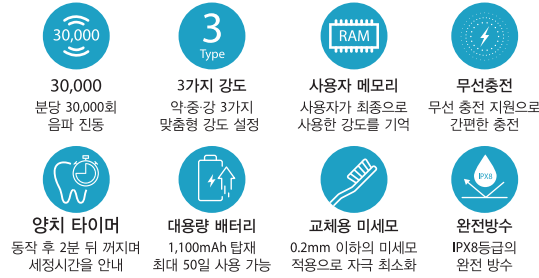 30,000
3
Type
RAM
30,000
분당 30,000회
음파 진동
3가지 강도
약·중·강 3가지
맞춤형 강도 설정
사용자 메모리
사용자가 최종으로
사용한 강도를 기억
무선충전
무선 충전 지원으로
간편한 충전
IPX8
양치 타이머
동작 후 2분 뒤 꺼지며
세정시간을 안내
대용량 배터리
1,100mAh 탑재
최대 50일 사용 가능
교체용 미세모
0.2mm 이하의 미세모
적용으로 자극 최소화
완전방수
IPX8등급의
완전 방수